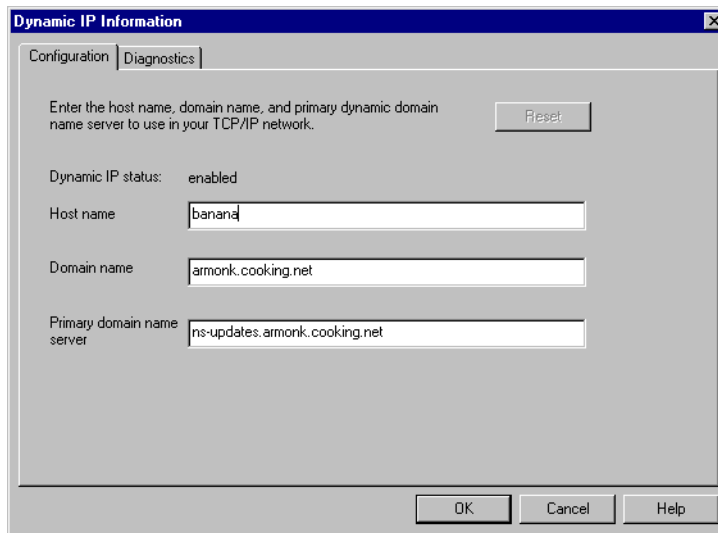 Dynamic IP Information
Configuration
Diagnostics
Enter the host name, domain name, and primary dynamic domain
name server to use in your TCP/IP network.
Reset
Dynamic IP status: enabled
Host name banana
Domain name armonk.cooking.net
Primary domain name
server
ns-updates.armonk.cooking.net
OK
Cancel
Help